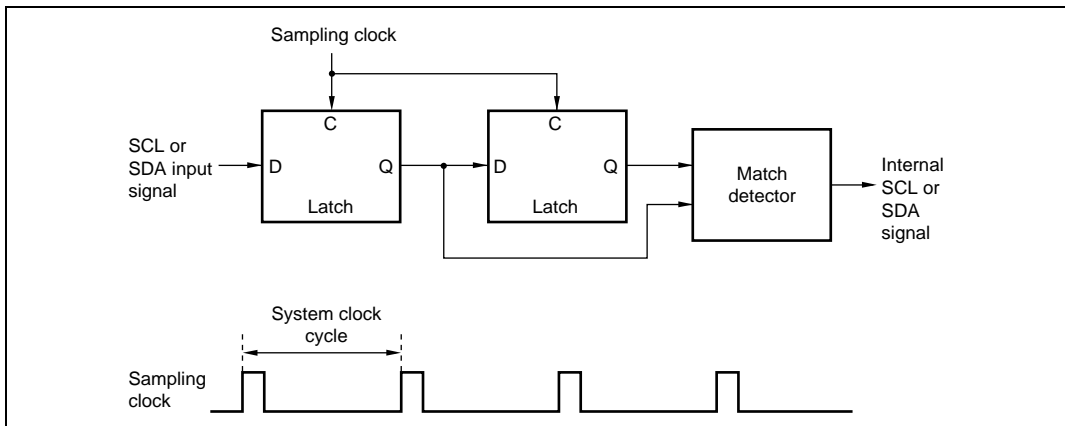 Sampling clock
C
C
SCL or
SDA input
signal
D
Q
D
Q
Latch
Latch
Match
detector
Internal
SCL or
SDA
signal
System clock
cycle
Sampling
clock